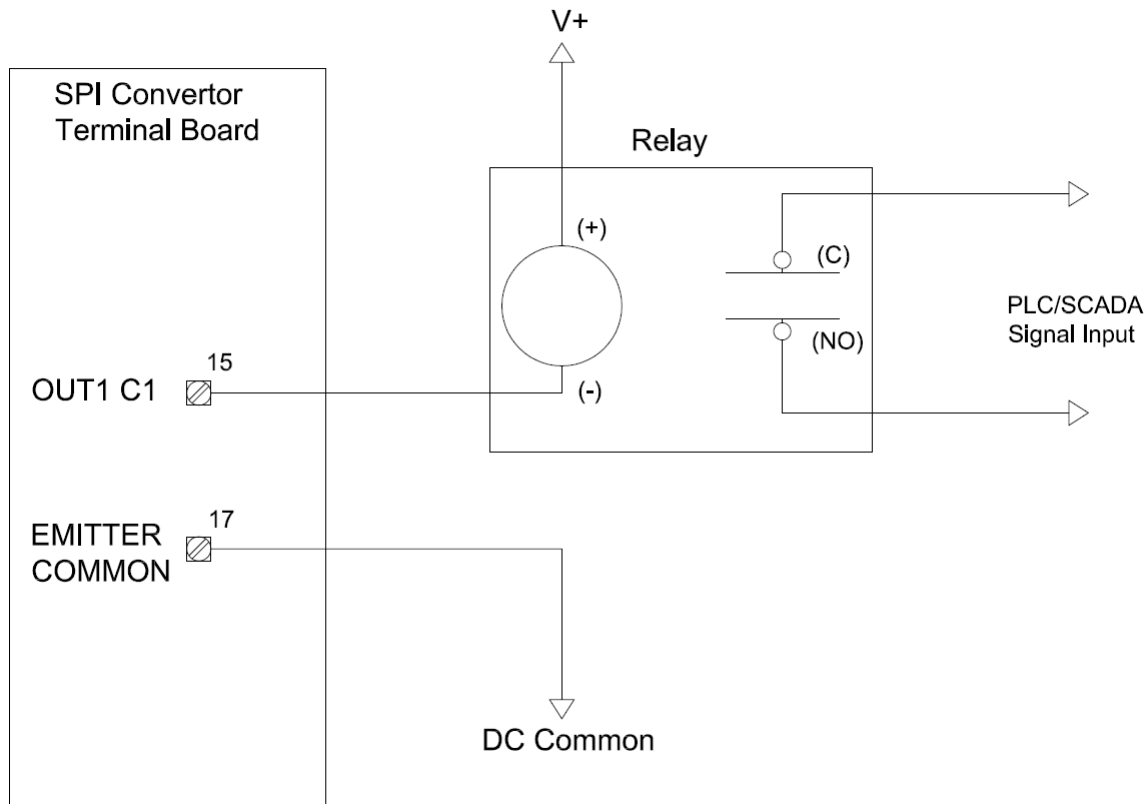 V+
SPI Convertor
Terminal Board
Relay
(+)
(C)
PLC/SCADA
Signal Input
(NO)
15
OUT1 C1
(-)
17
EMITTER
COMMON
DC Common